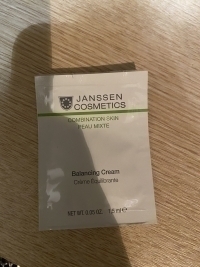 JANSSEN
COSMETICS
COMBINATION SKIN
PEAU MIXTE
Balancing Cream
Crème Équilibrante
NET WT. 0.05 OZ. 1,5 ml e